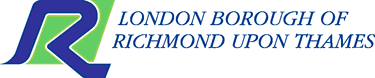 R
LONDON BOROUGH OF
RICHMOND UPON THAMES